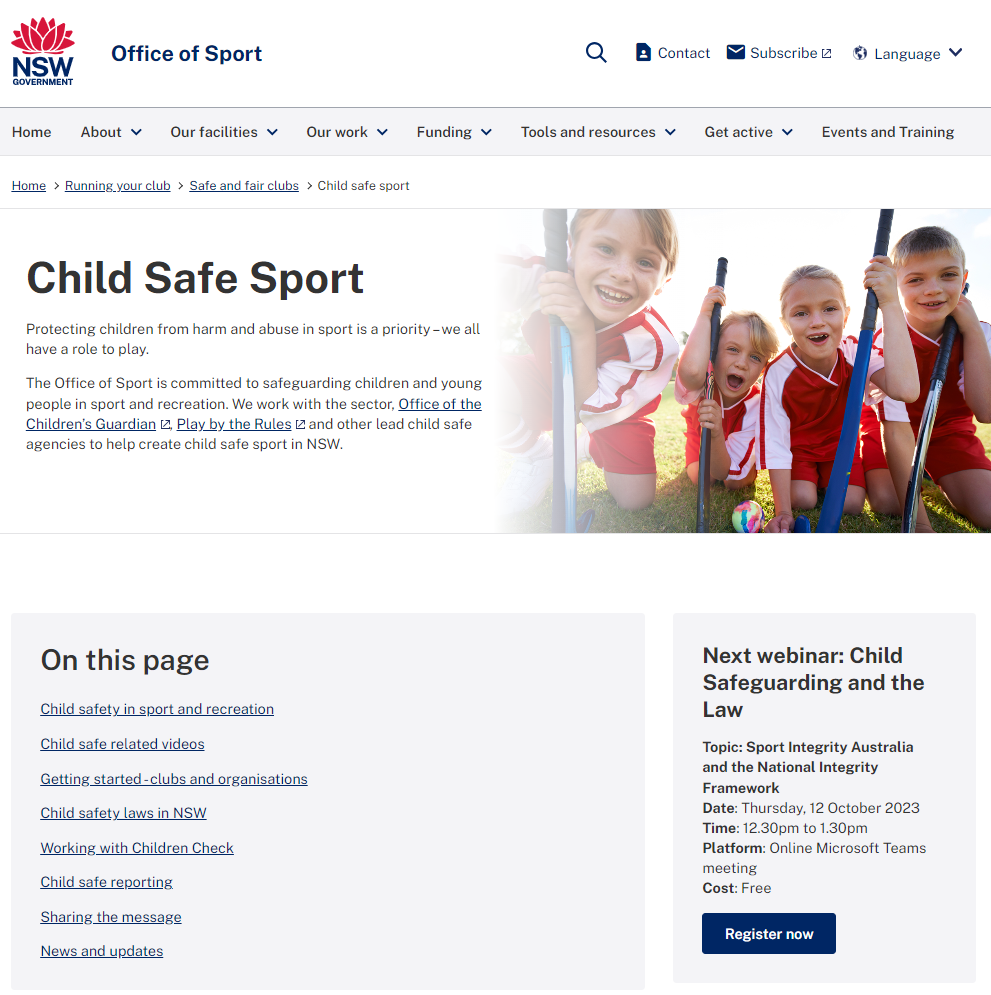 NSW
GOVERNMENT
Office of Sport
Contact
Subscribe
Language
Home
About
Our facilities
Our work
Funding
Tools and resources
Get active
Events and Training
Home > Running your club > Safe and fair clubs > Child safe sport
Child Safe Sport
Protecting children from harm and abuse in sport is a priority – we all
have a role to play.
The Office of Sport is committed to safeguarding children and young
people in sport and recreation. We work with the sector, Office of the
Children's Guardian, Play by the Rules and other lead child safe
agencies to help create child safe sport in NSW.
On this page
Child safety in sport and recreation
Child safe related videos
Getting started - clubs and organisations
Child safety laws in NSW
Working with Children Check
Child safe reporting
Sharing the message
News and updates
Next webinar: Child
Safeguarding and the
Law
Topic: Sport Integrity Australia
and the National Integrity
Framework
Date: Thursday, 12 October 2023
Time: 12.30pm to 1.30pm
Platform: Online Microsoft Teams
meeting
Cost: Free
Register now